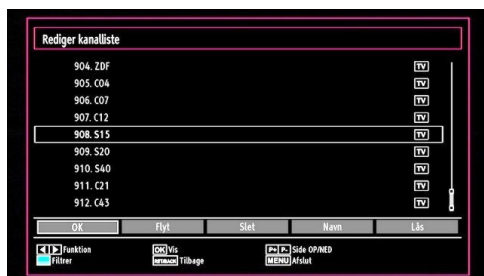 Rediger kanalliste
904. ZDF TV
905. C04 TV
906. C07 TV
907. C12 TV
908. S15 TV
909. S20 TV
910. S40 TV
911. C21 TV
912. C43 TV
OK Flyt Slet Navn Lås
Funktion OK Vis P+ P- Side OP/NED
Filtrer RET/BACK Tilbage MENU Afslut